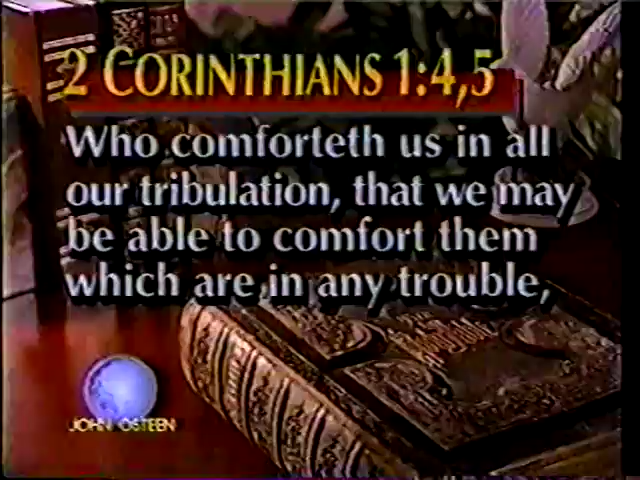 2 CORINTHIANS 1:4,5
Who comforteth us in all
our tribulation, that we may
be able to comfort them
which are in any trouble,
JOHN OSTEEN